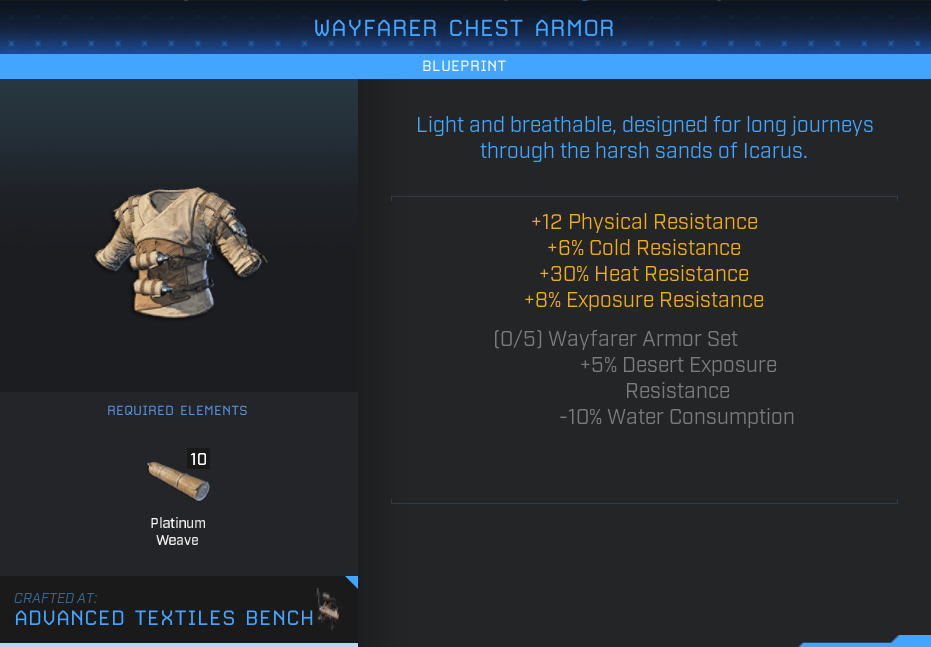 WAYFARER CHEST ARMOR
BLUEPRINT
Light and breathable, designed for long journeys
through the harsh sands of Icarus.
+12 Physical Resistance
+6% Cold Resistance
+30% Heat Resistance
+8% Exposure Resistance
(0/5) Wayfarer Armor Set
+5% Desert Exposure
Resistance
-10% Water Consumption
REQUIRED ELEMENTS
10
Platinum
Weave
CRAFTED AT:
ADVANCED TEXTILES BENCH